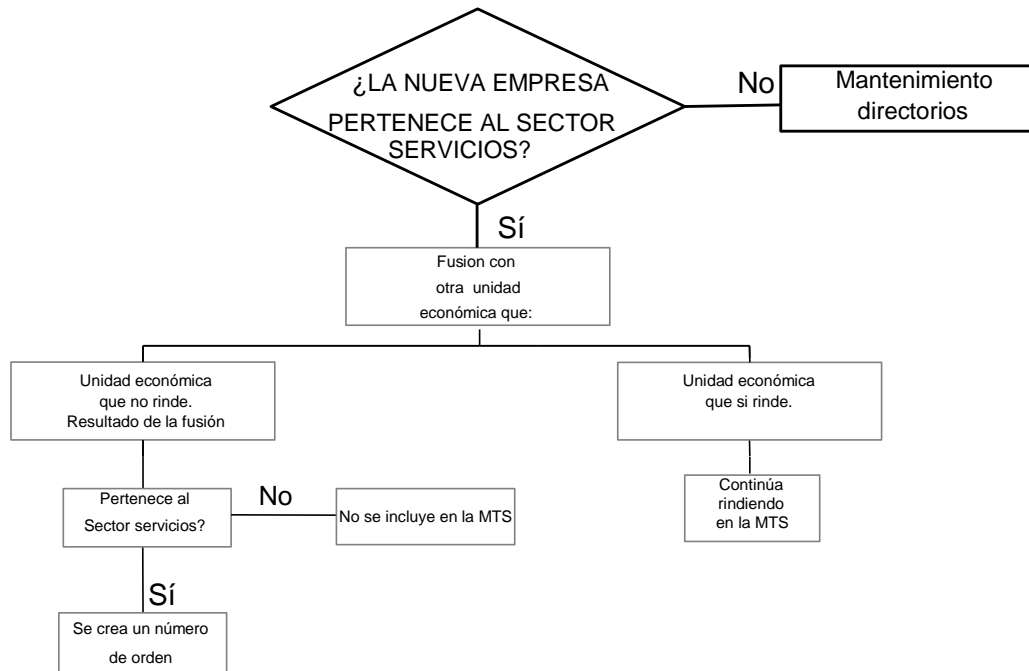 ¿LA NUEVA EMPRESA
PERTENECE AL SECTOR
SERVICIOS?
No
Mantenimiento
directorios
Sí
Fusion con
otra unidad
económica que:
Unidad económica
que no rinde.
Resultado de la fusión
Unidad económica
que si rinde.
Pertenece al
Sector servicios?
No
No se incluye en la MTS
Continúa
rindiendo
en la MTS
Sí
Se crea un número
de orden